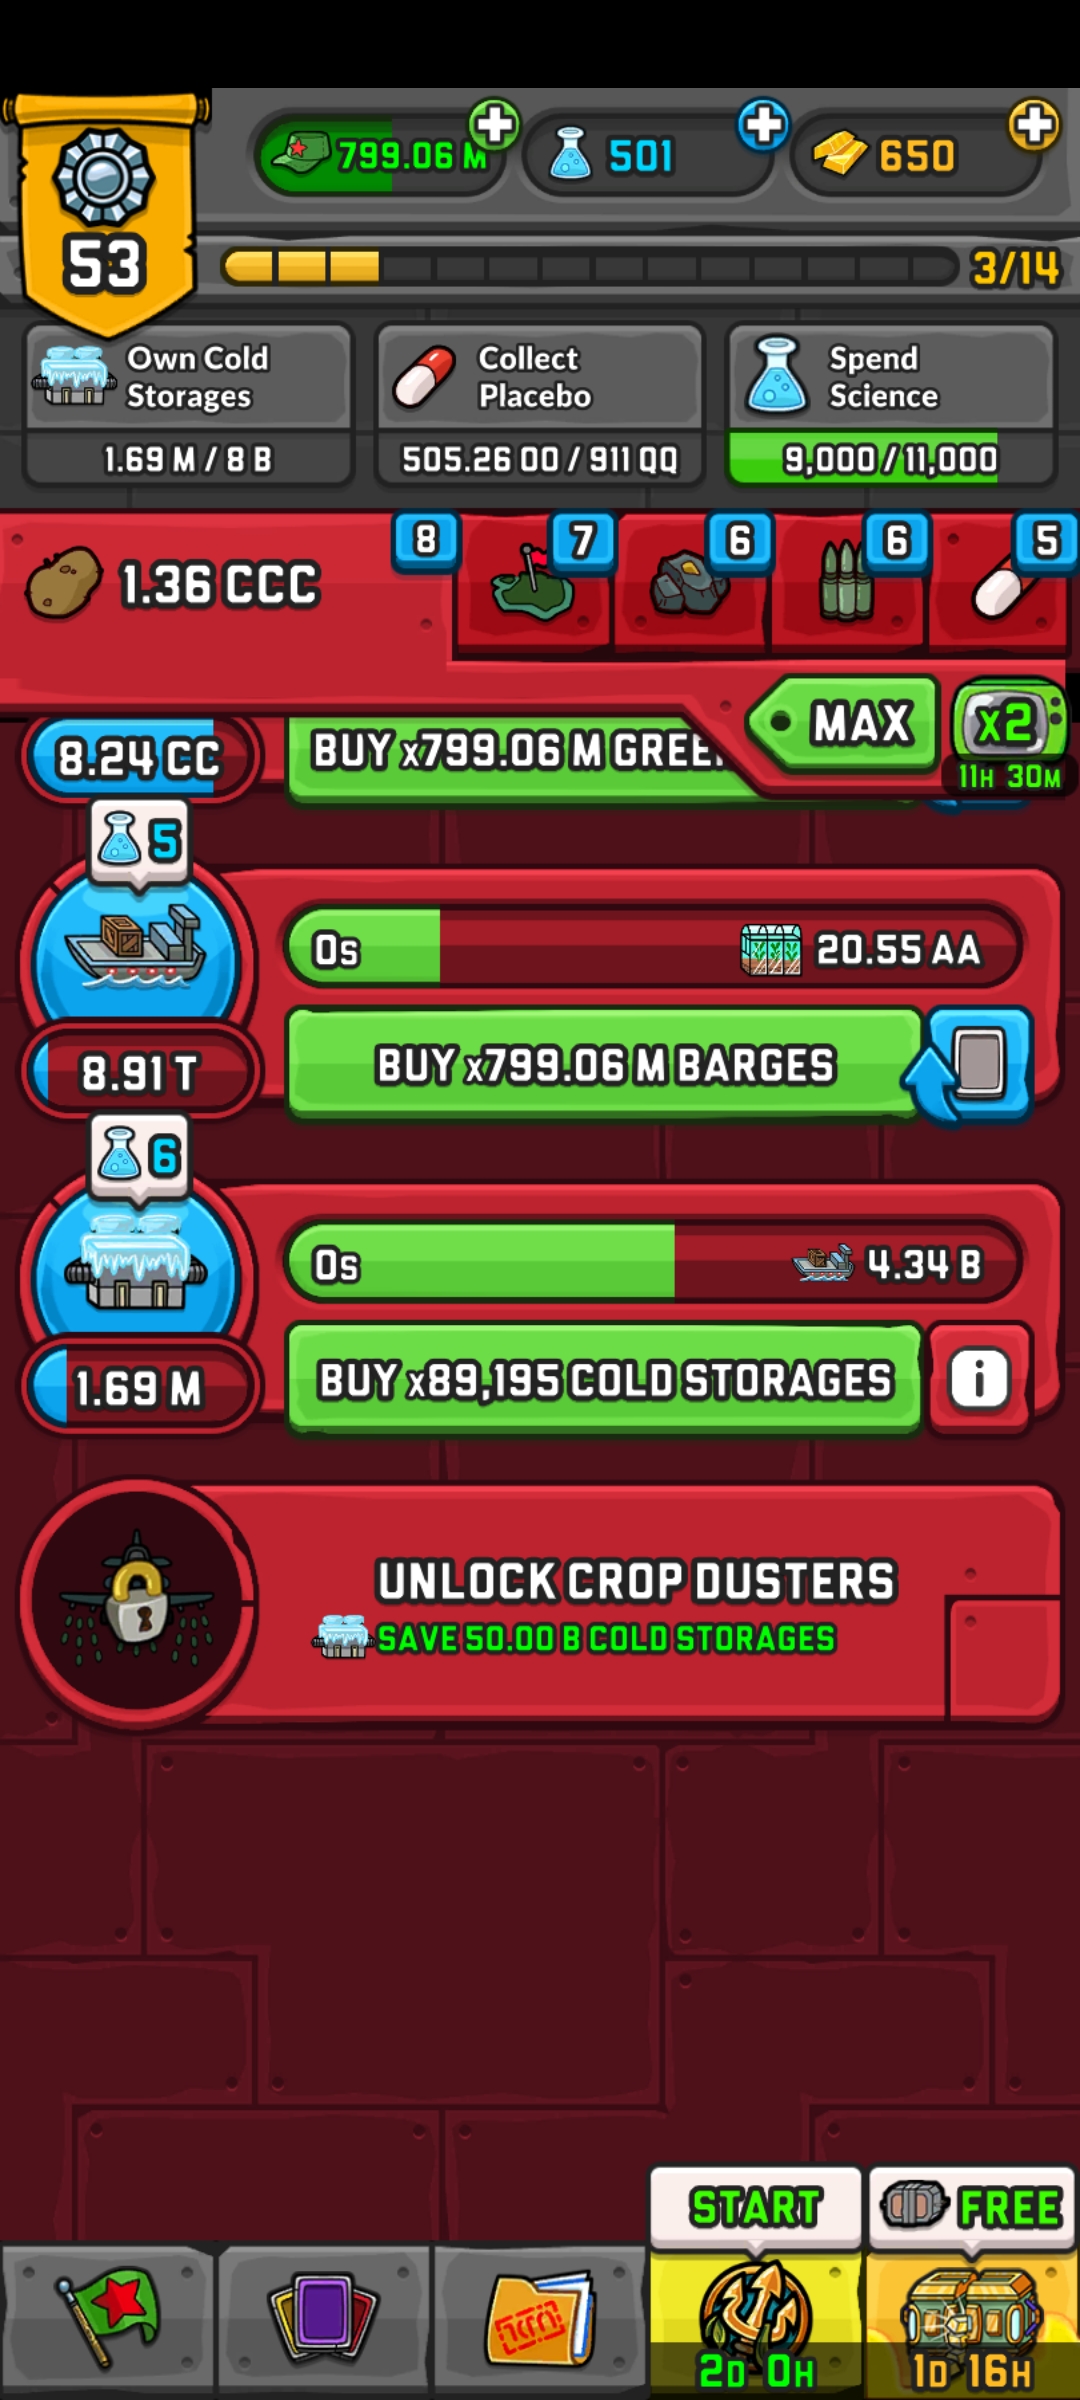 799.06 M
501
650
53
3/14
Own Cold
Storages
1.69 M / 8 B
Collect
Placebo
505.26 OO / 911 QQ
Spend
Science
9,000 / 11,000
1.36 CCC
8
7
6
6
5
MAX
X2
11H 30M
8.24 CC
BUY x799.06 M GREE
5
0s
20.55 AA
8.91 T
BUY x799.06 M BARGES
6
0s
4.34 B
1.69 M
BUY x89,195 COLD STORAGES
i
UNLOCK CROP DUSTERS
SAVE 50.00 B COLD STORAGES
START
FREE
2D 0H
1D 16H